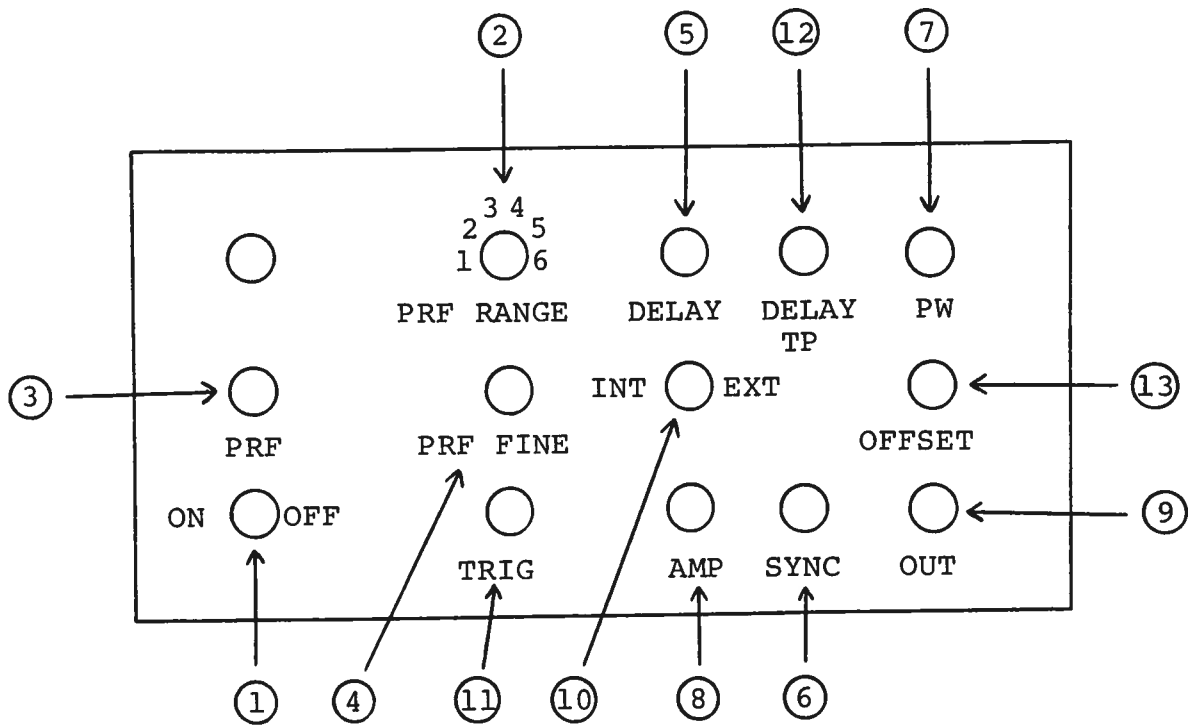 2 5 12 7
3 4
2 5
1 6
PRF RANGE DELAY DELAY TP PW
3 INT EXT 13
PRF PRF FINE OFFSET
ON OFF 9
TRIG AMP SYNC OUT
1 4 11 10 8 6